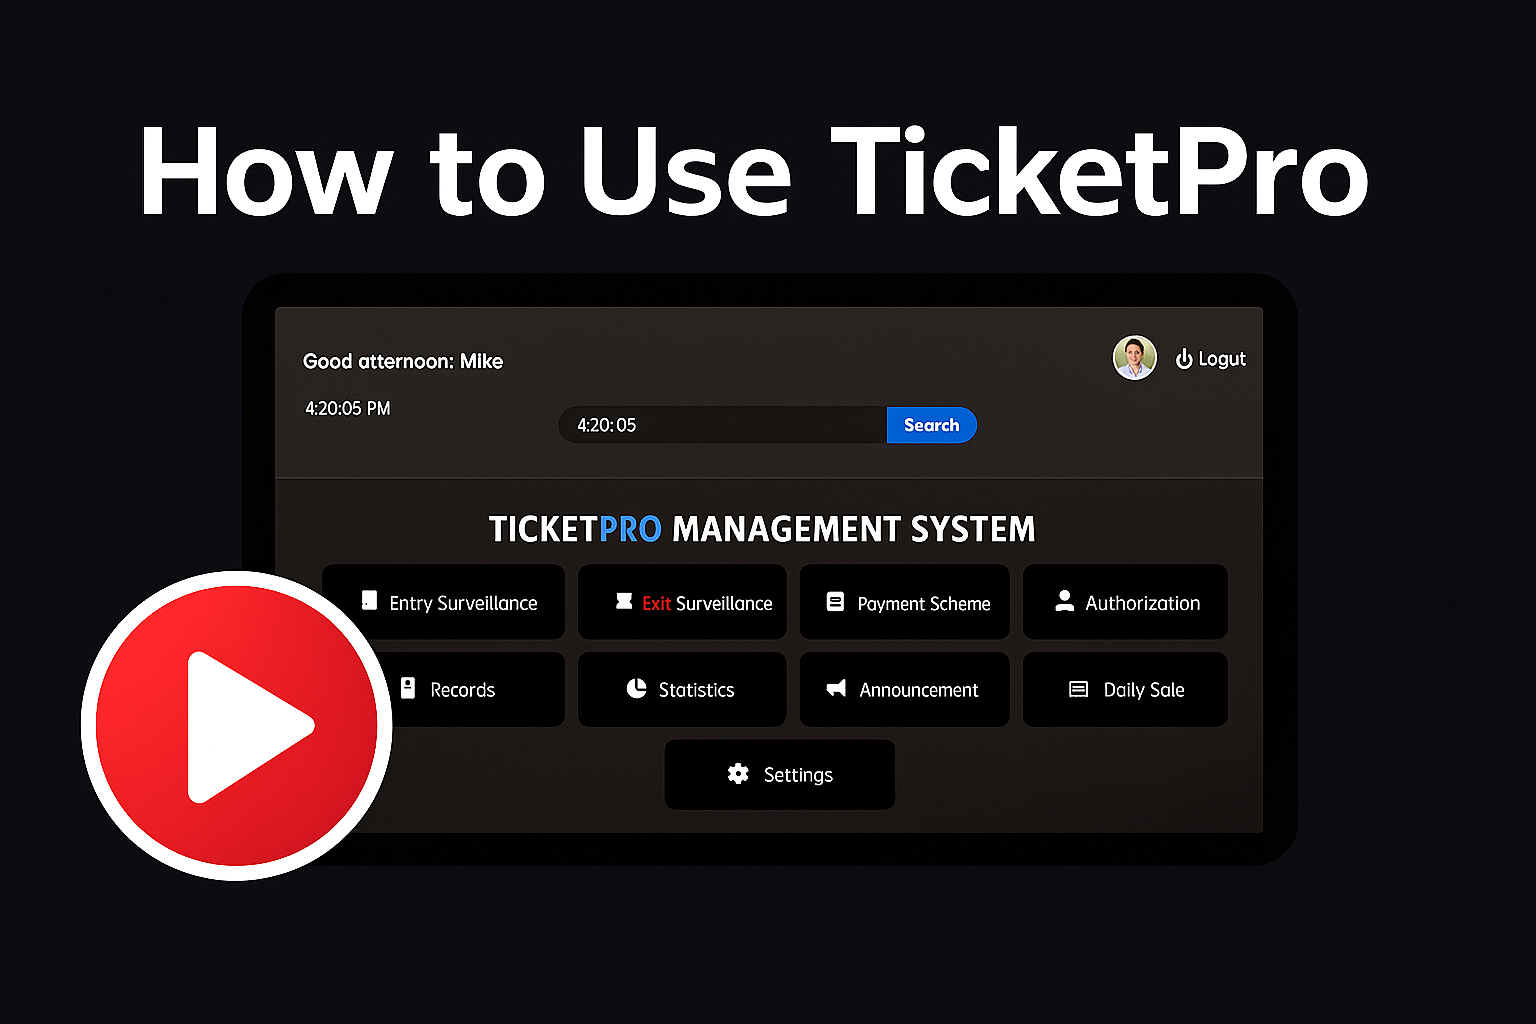 How to Use TicketPro
Good atternoon: Mike
Logut
4:20:05 PM
4:20:05
Search
TICKETPRO MANAGEMENT SYSTEM
Entry Surveillance
Exit Surveillance
Payment Scheme
Authorization
Records
Statistics
Announcement
Daily Sale
Settings